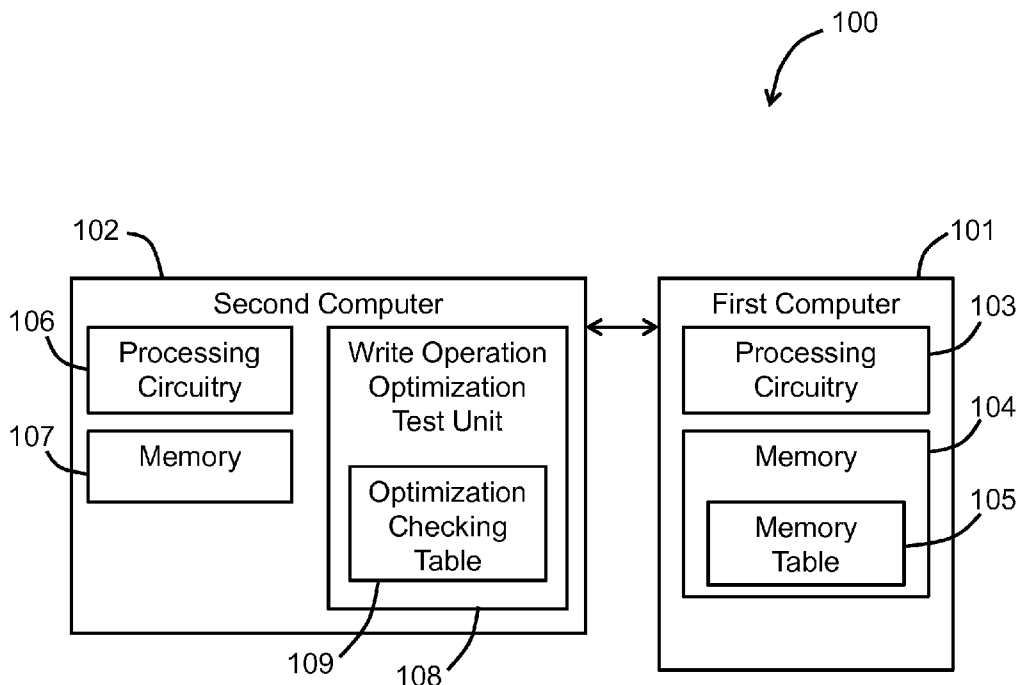 100
102
101
Second Computer
First Computer
106
Processing
Circuitry
Write Operation
Optimization
Test Unit
Processing
Circuitry
103
107
Memory
Memory
104
Optimization
Checking
Table
Memory
Table
105
109
108